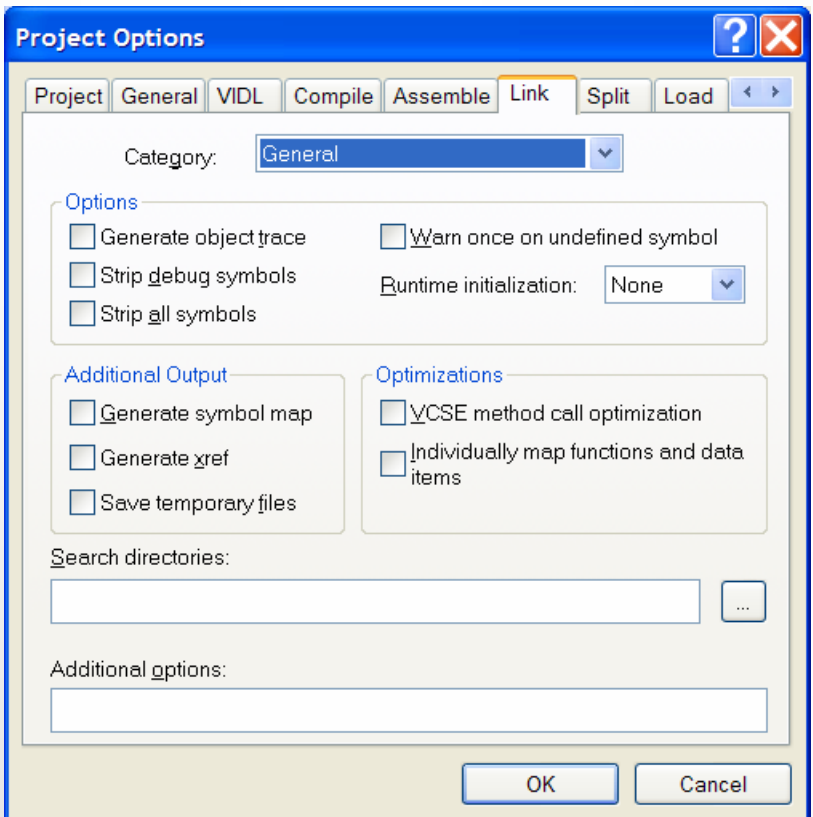 Project Options
Project General VIDL Compile Assemble Link Split Load
Category: General
Options
Generate object trace
Warn once on undefined symbol
Strip debug symbols
Runtime initialization: None
Strip all symbols
Additional Output
Optimizations
Generate symbol map
VCSE method call optimization
Generate xref
Individually map functions and data
items
Save temporary files
Search directories:
...
Additional options:
OK Cancel